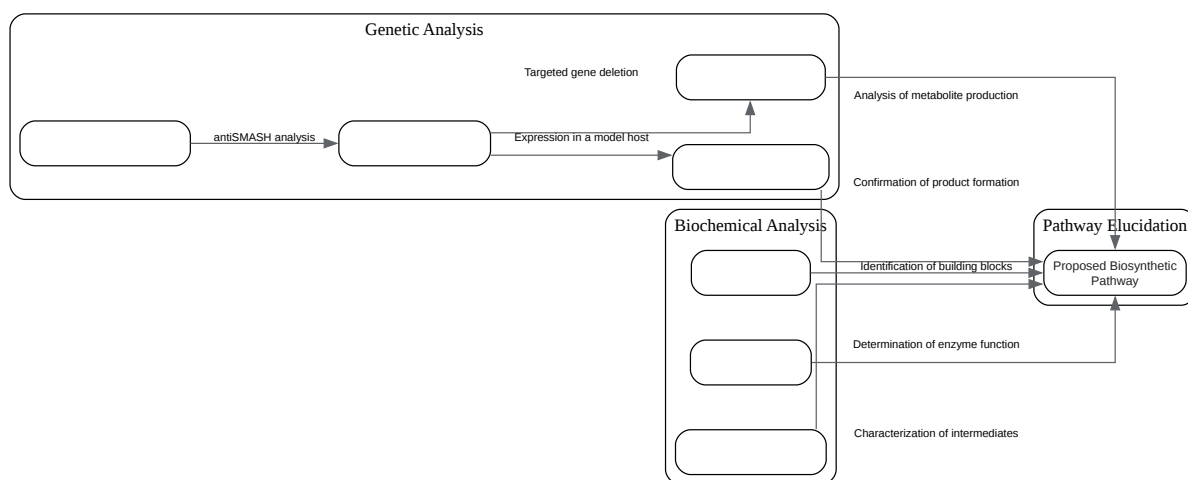 Genetic Analysis
Targeted gene deletion
Analysis of metabolite production
antiSMASH analysis
Expression in a model host
Confirmation of product formation
Biochemical Analysis
Pathway Elucidation
Identification of building blocks
Proposed Biosynthetic
Pathway
Determination of enzyme function
Characterization of intermediates